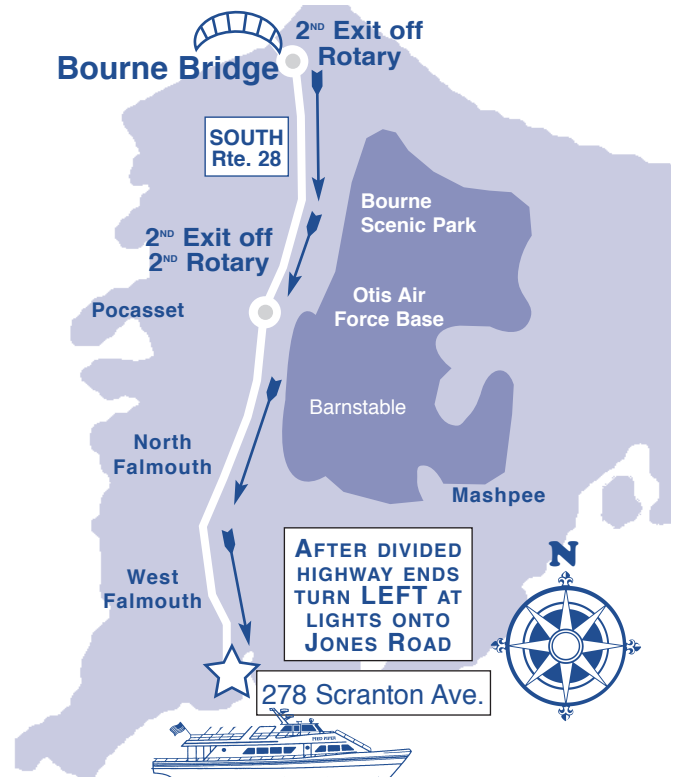 2ND Exit off
Rotary
Bourne Bridge
SOUTH
Rte. 28
Bourne
Scenic Park
2ND Exit off
2ND Rotary
Otis Air
Force Base
Pocasset
Barnstable
North
Falmouth
Mashpee
AFTER DIVIDED
HIGHWAY ENDS
TURN LEFT AT
LIGHTS ONTO
JONES ROAD
N
West
Falmouth
278 Scranton Ave.